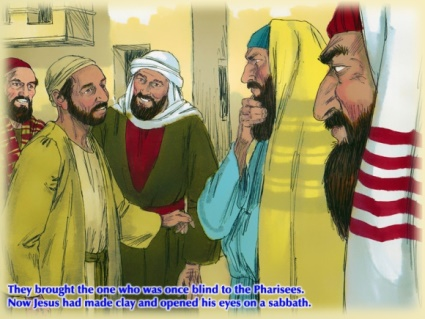 They brought the one who was once blind to the Pharisees.
Now Jesus had made clay and opened his eyes on a sabbath.